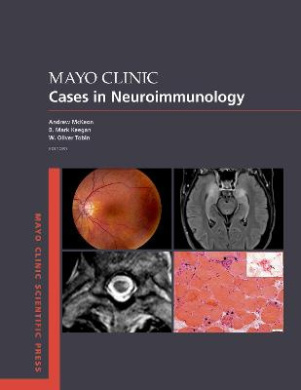 MAYO CLINIC
Cases in Neuroimmunology
Andrew McKeon
B. Mark Keegan
W. Oliver Tobin
MAYO CLINIC SCIENTIFIC PRESS